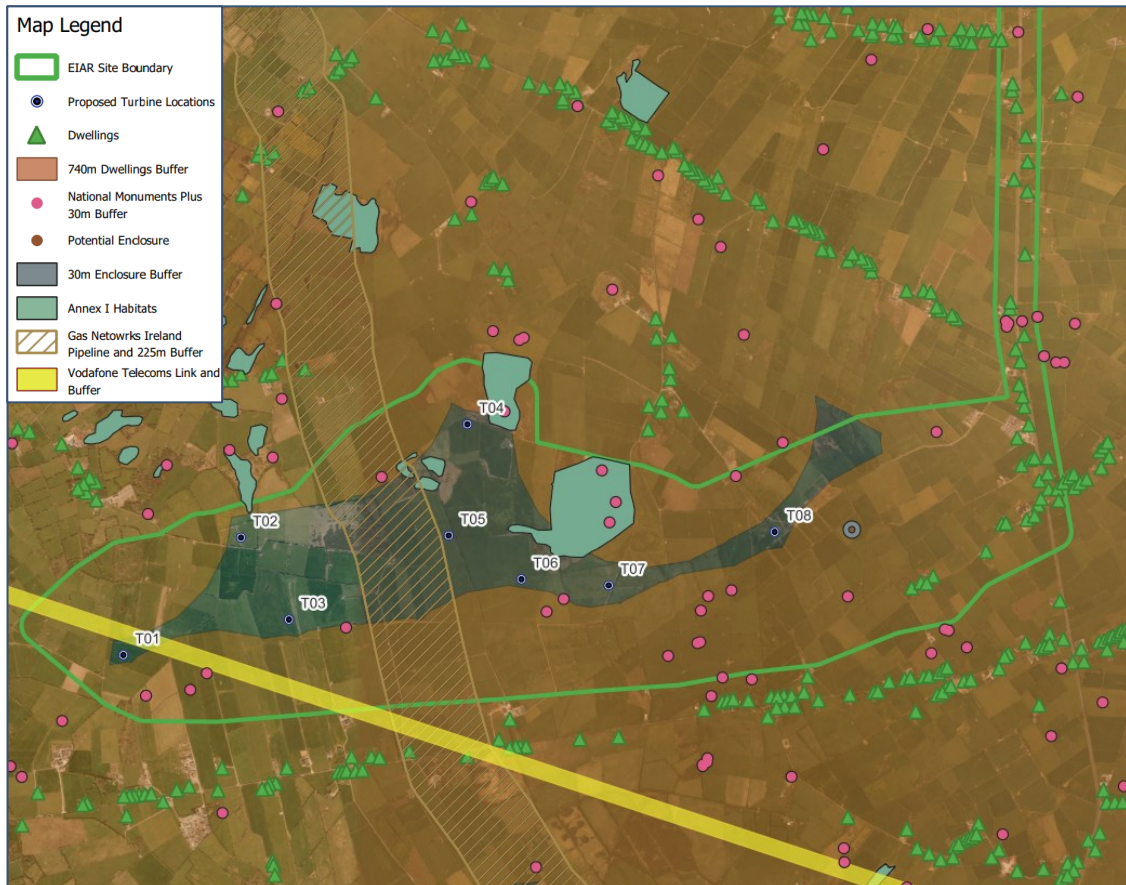 Map Legend
EIAR Site Boundary
Proposed Turbine Locations
Dwellings
740m Dwellings Buffer
National Monuments Plus
30m Buffer
Potential Enclosure
30m Enclosure Buffer
Annex I Habitats
Gas Netowrks Ireland
Pipeline and 225m Buffer
Vodafone Telecoms Link and
Buffer
T04
T02
T05
T08
T06
T07
T03
T01